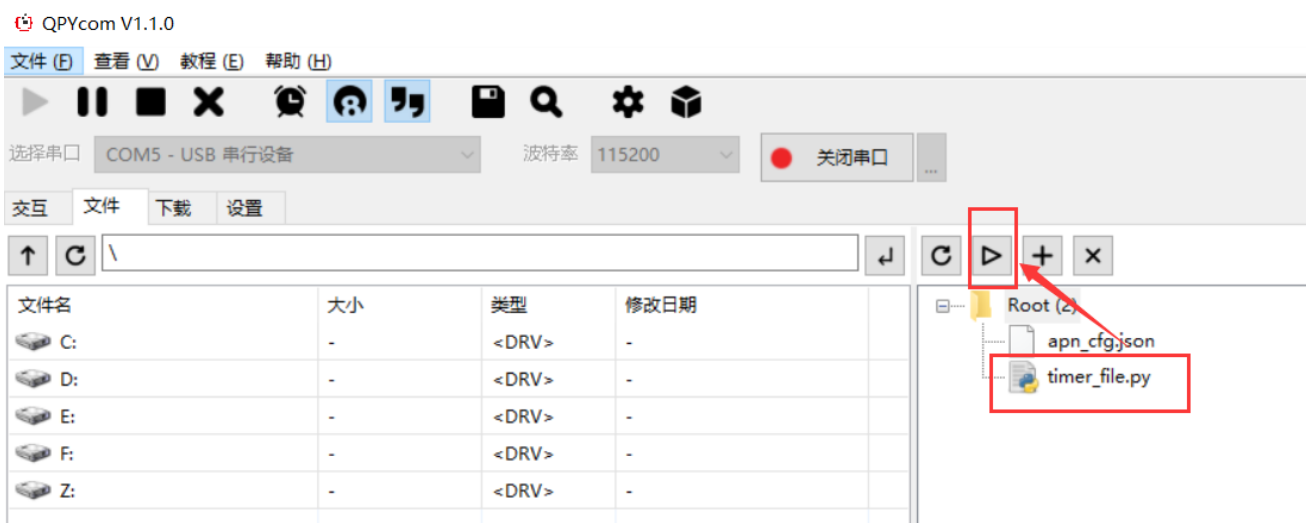 QPYcom V1.1.0
文件 (F) 查看 (V) 教程 (E) 帮助 (H)
选择串口 COM5 - USB 串行设备 波特率 115200 关闭串口 ...
交互 文件 下载 设置
\
文件名 大小 类型 修改日期
C: - <DRV> -
D: - <DRV> -
E: - <DRV> -
F: - <DRV> -
Z: - <DRV> -
Root (2)
apn_cfg.json
timer_file.py